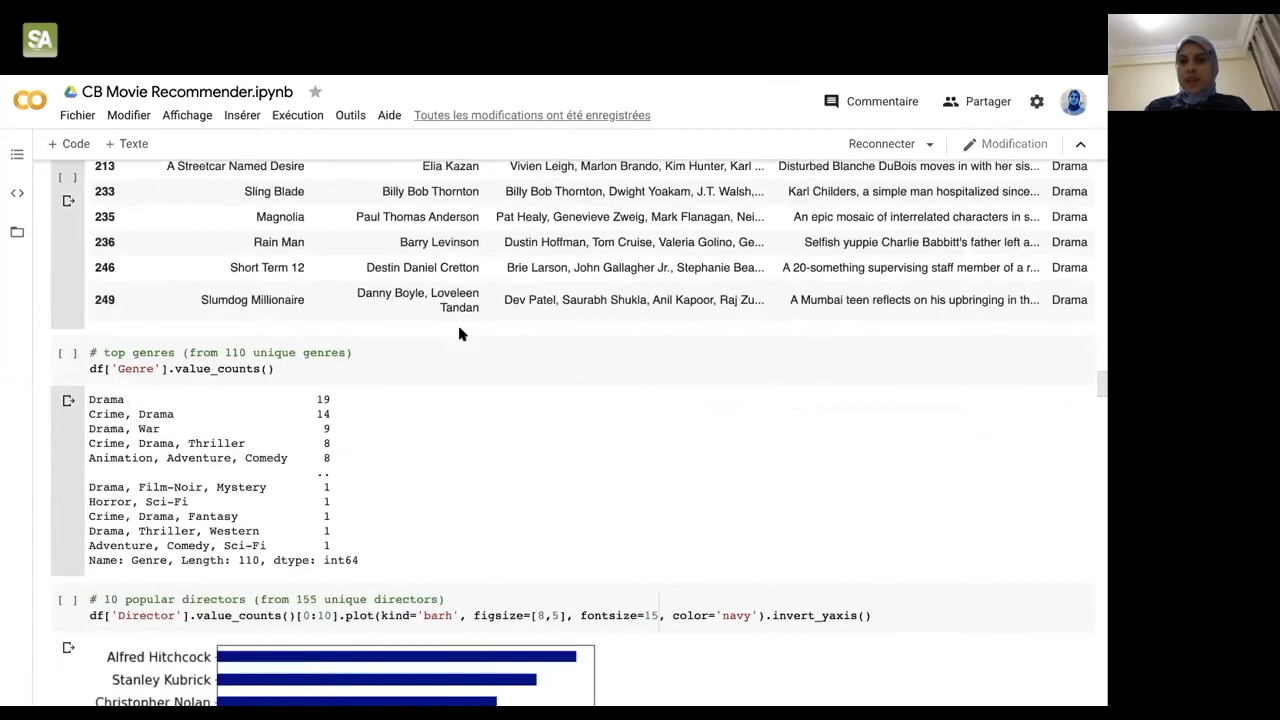 SA
CB Movie Recommender.ipynb
Commentaire
Partager
Fichier Modifier Affichage Insérer Exécution Outils Aide Toutes les modifications ont été enregistrées
+ Code + Texte
Reconnecter
Modification
213 A Streetcar Named Desire Elia Kazan Vivien Leigh, Marlon Brando, Kim Hunter, Karl ... Disturbed Blanche DuBois moves in with her sis... Drama
[ ]
233 Sling Blade Billy Bob Thornton Billy Bob Thornton, Dwight Yoakam, J.T. Walsh,... Karl Childers, a simple man hospitalized since... Drama
235 Magnolia Paul Thomas Anderson Pat Healy, Genevieve Zweig, Mark Flanagan, Nei... An epic mosaic of interrelated characters in s... Drama
236 Rain Man Barry Levinson Dustin Hoffman, Tom Cruise, Valeria Golino, Ge... Selfish yuppie Charlie Babbitt's father left a... Drama
246 Short Term 12 Destin Daniel Cretton Brie Larson, John Gallagher Jr., Stephanie Bea... A 20-something supervising staff member of a r... Drama
249 Slumdog Millionaire Danny Boyle, Loveleen Tandan Dev Patel, Saurabh Shukla, Anil Kapoor, Raj Zu... A Mumbai teen reflects on his upbringing in th... Drama
[ ] # top genres (from 110 unique genres)
df['Genre'].value_counts()
Drama 19
Crime, Drama 14
Drama, War 9
Crime, Drama, Thriller 8
Animation, Adventure, Comedy 8
..
Drama, Film-Noir, Mystery 1
Horror, Sci-Fi 1
Crime, Drama, Fantasy 1
Drama, Thriller, Western 1
Adventure, Comedy, Sci-Fi 1
Name: Genre, Length: 110, dtype: int64
[ ] # 10 popular directors (from 155 unique directors)
df['Director'].value_counts()[0:10].plot(kind='barh', figsize=[8,5], fontsize=15, color='navy').invert_yaxis()
Alfred Hitchcock
Stanley Kubrick
Christopher Nolan